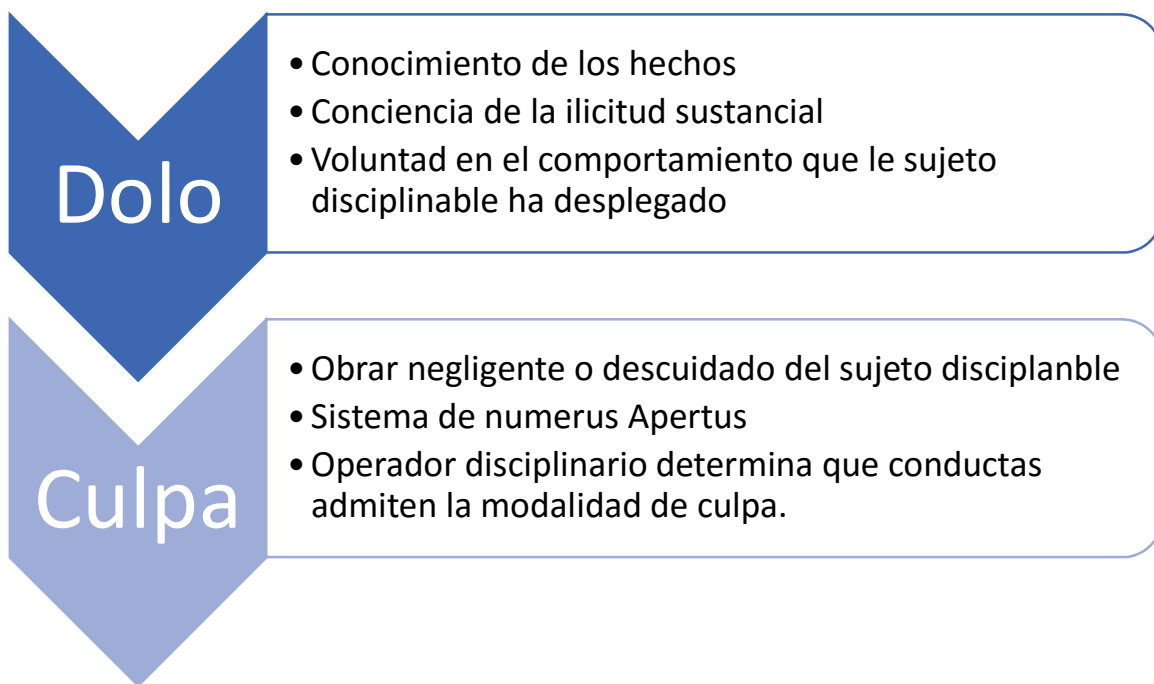 Dolo
• Conocimiento de los hechos
• Conciencia de la ilicitud sustancial
• Voluntad en el comportamiento que le sujeto
disciplinable ha desplegado
Culpa
• Obrar negligente o descuidado del sujeto disciplanble
• Sistema de numerus Apertus
• Operador disciplinario determina que conductas
admiten la modalidad de culpa.